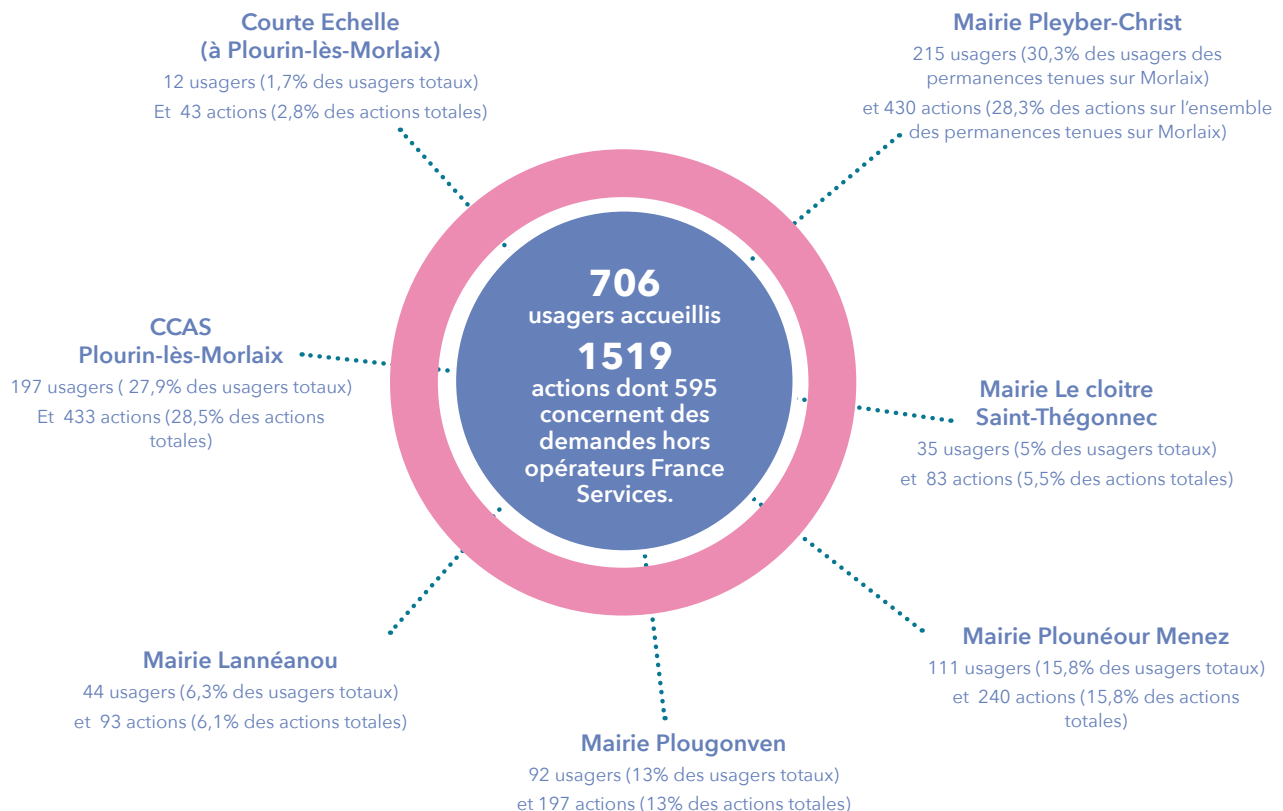 Courte Echelle
(à Plourin-lès-Morlaix)
12 usagers (1,7% des usagers totaux)
Et 43 actions (2,8% des actions totales)
Mairie Pleyber-Christ
215 usagers (30,3% des usagers des
permanences tenues sur Morlaix)
et 430 actions (28,3% des actions sur l'ensemble
des permanences tenues sur Morlaix)
706
usagers accueillis
1519
actions dont 595
concernent des
demandes hors
opérateurs France
Services.
CCAS
Plourin-lès-Morlaix
197 usagers ( 27,9% des usagers totaux)
Et 433 actions (28,5% des actions
totales)
Mairie Le cloitre
Saint-Thégonnec
35 usagers (5% des usagers totaux)
et 83 actions (5,5% des actions totales)
Mairie Lannéanou
44 usagers (6,3% des usagers totaux)
et 93 actions (6,1% des actions totales)
Mairie Plougonven
92 usagers (13% des usagers totaux)
et 197 actions (13% des actions totales)
Mairie Plounéour Menez
111 usagers (15,8% des usagers totaux)
et 240 actions (15,8% des actions
totales)